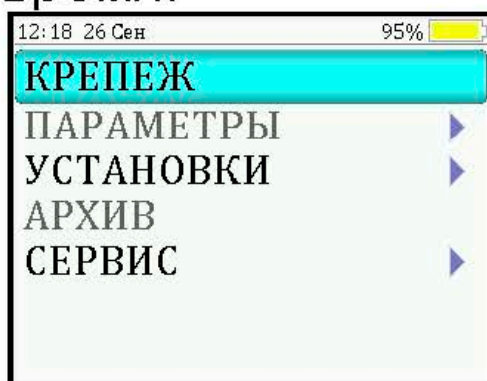 12:18 26 Сен 95%
КРЕПЕЖ
ПАРАМЕТРЫ
УСТАНОВКИ
АРХИВ
СЕРВИС